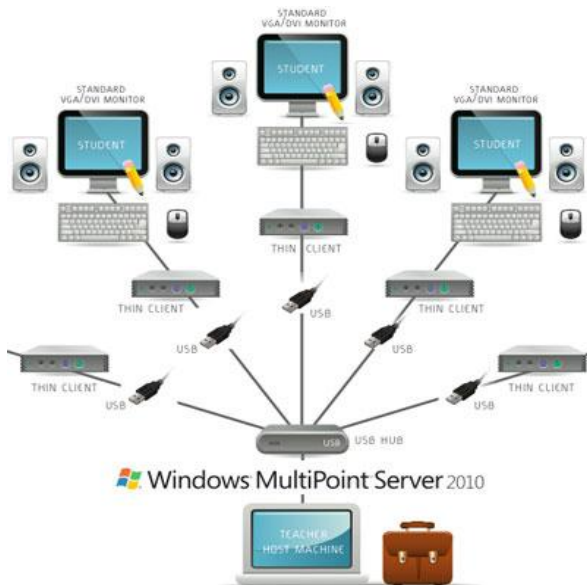 STANDARD
VGA/DVI MONITOR
STUDENT
STANDARD
VGA/DVI MONITOR
STUDENT
STANDARD
VGA/DVI MONITOR
STUDENT
THIN CLIENT
THIN CLIENT
THIN CLIENT
USB
USB
USB
THIN CLIENT
USB
THIN CLIENT
USB
USB
USB HUB
Windows MultiPoint Server 2010
TEACHER
HOST MACHINE